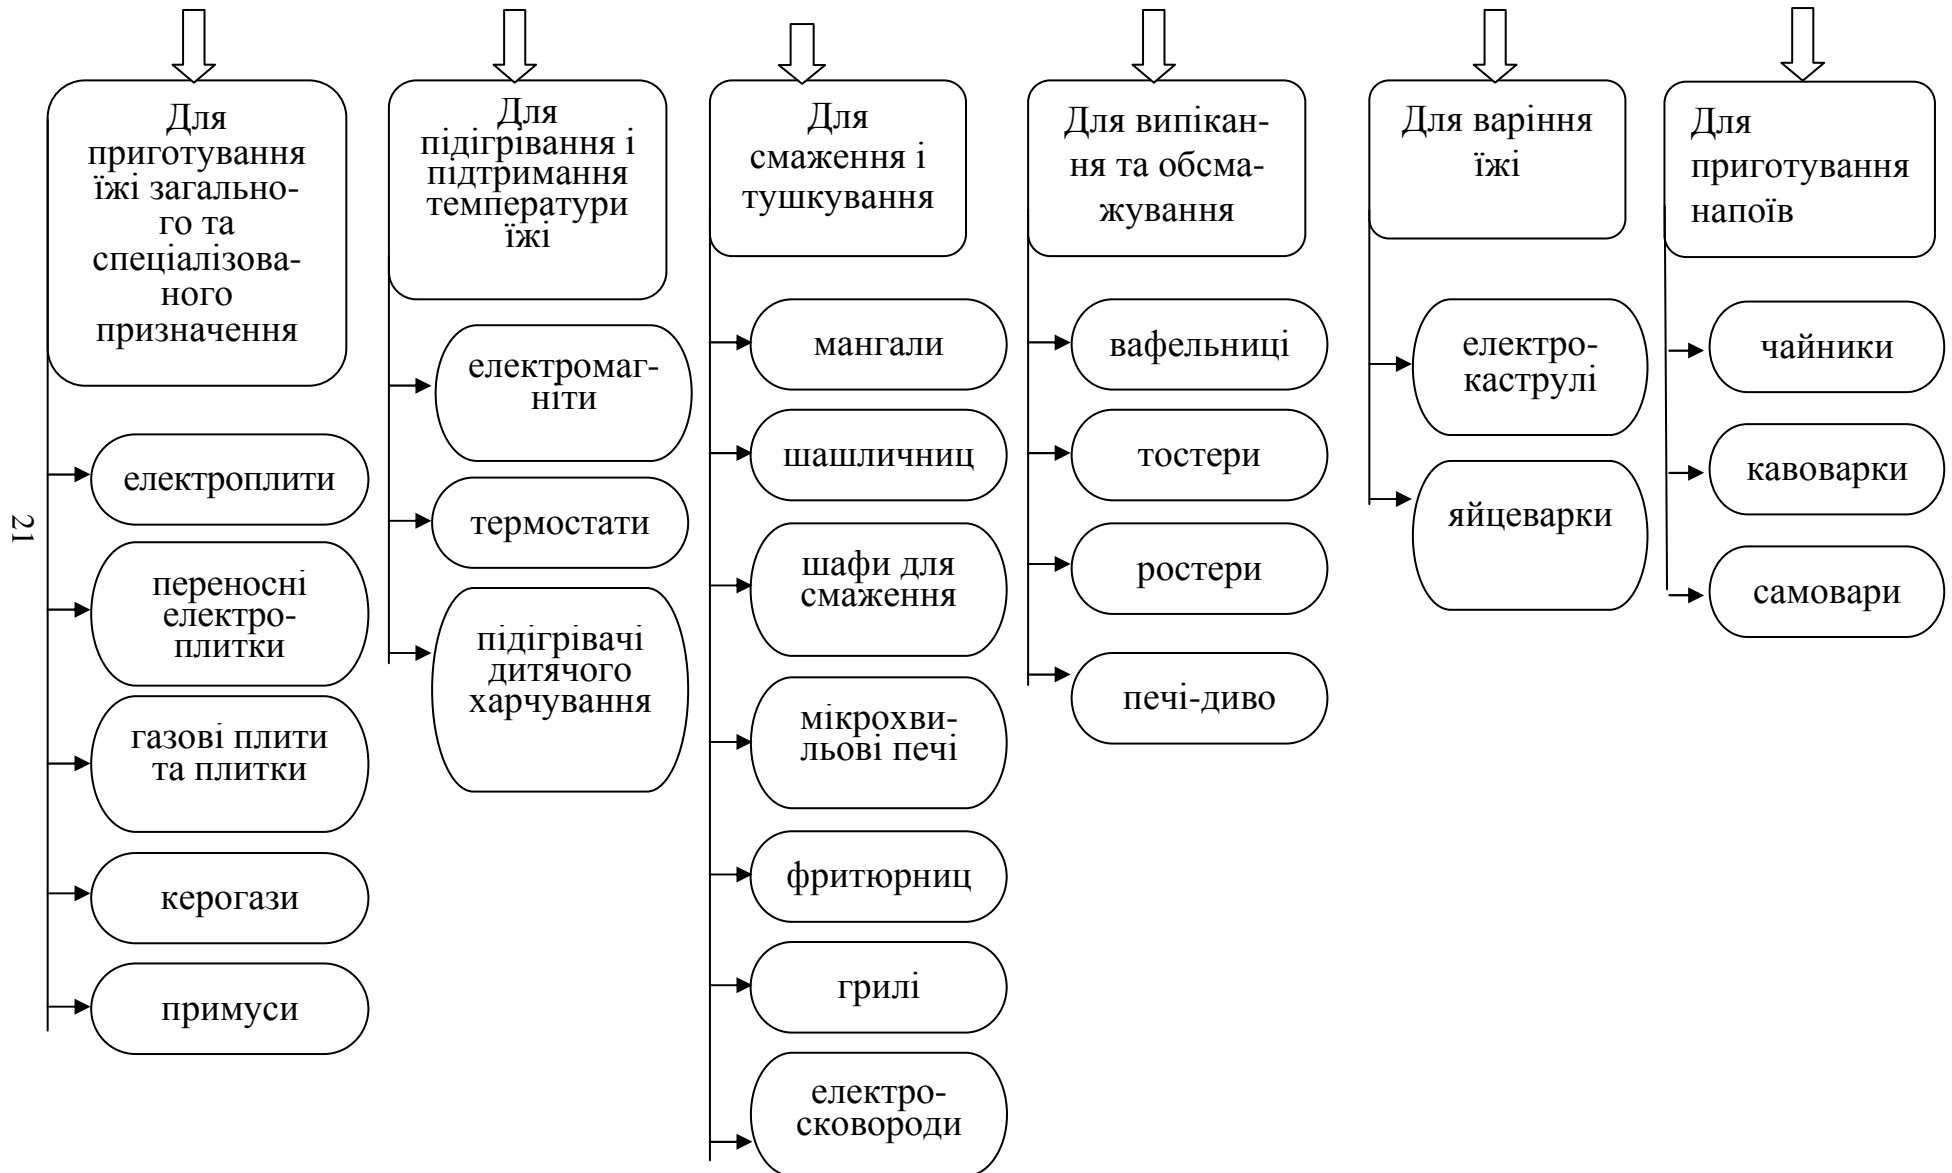 Для
приготування
їжі загально-
го та
спеціалізова-
ного
призначення
електроплити
переносні
електро-
плитки
газові плити
та плитки
керогази
примуси
Для
підігрівання і
підтримання
температури
їжі
електромаг-
ніти
термостати
підігрівачі
дитячого
харчування
Для
смаження і
тушкування
мангали
шашличниц
шафи для
смаження
мікрохви-
льові печі
фритюрниц
грилі
електро-
сковороди
Для випікан-
ня та обсма-
жування
вафельниці
тостери
ростери
печі-диво
Для варіння
їжі
електро-
каструлі
яйцеварки
Для
приготування
напоїв
чайники
кавоварки
самовари
21